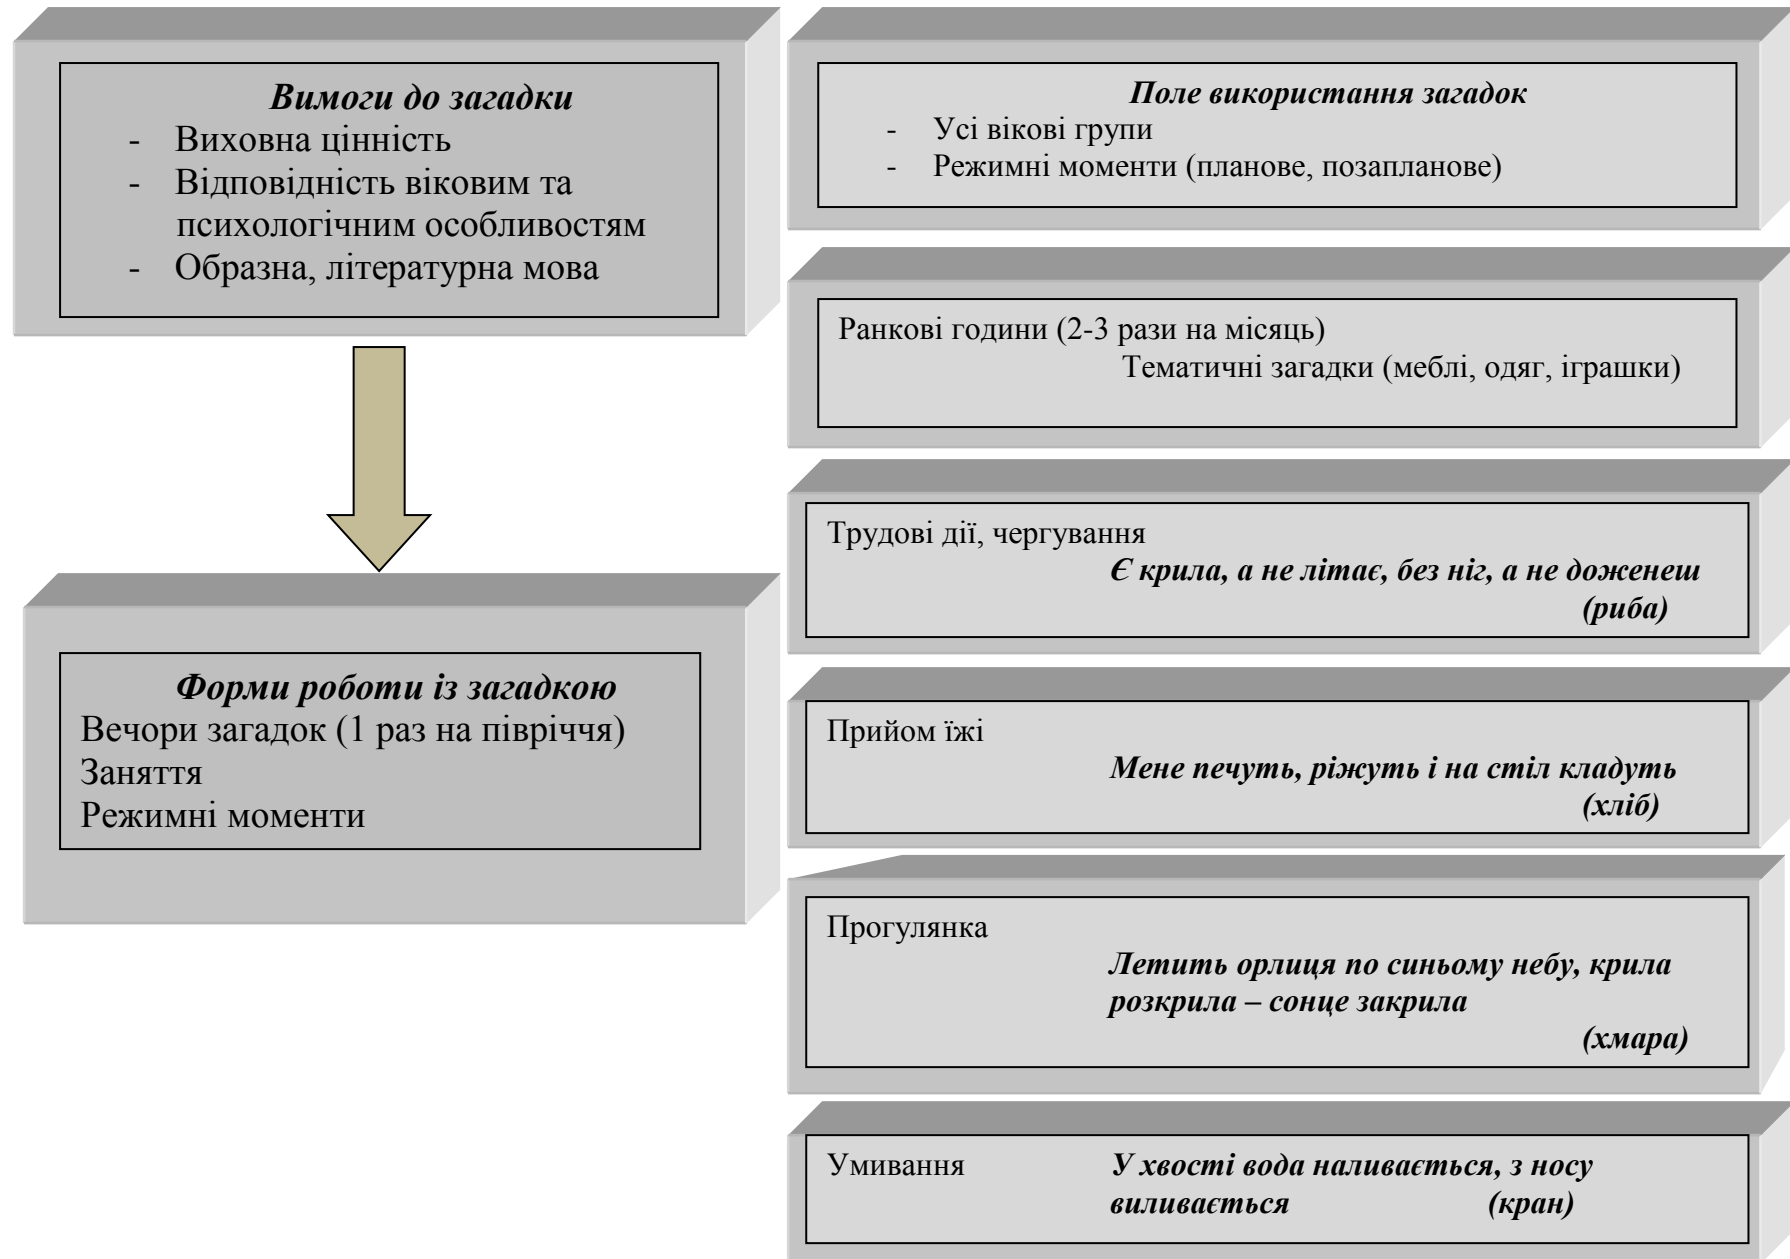 Вимоги до загадки
- Виховна цінність
- Відповідність віковим та
психологічним особливостям
- Образна, літературна мова
Форми роботи із загадкою
Вечори загадок (1 раз на півріччя)
Заняття
Режимні моменти
Поле використання загадок
- Усі вікові групи
- Режимні моменти (планове, позапланове)
Ранкові години (2-3 рази на місяць)
Тематичні загадки (меблі, одяг, іграшки)
Трудові дії, чергування
Є крила, а не літає, без ніг, а не доженеш
(риба)
Прийом їжі
Мене печуть, ріжуть і на стіл кладуть
(хліб)
Прогулянка
Летить орлиця по синьому небу, крила
розкрила – сонце закрила
(хмара)
Умивання У хвості вода наливається, з носу
виливається (кран)